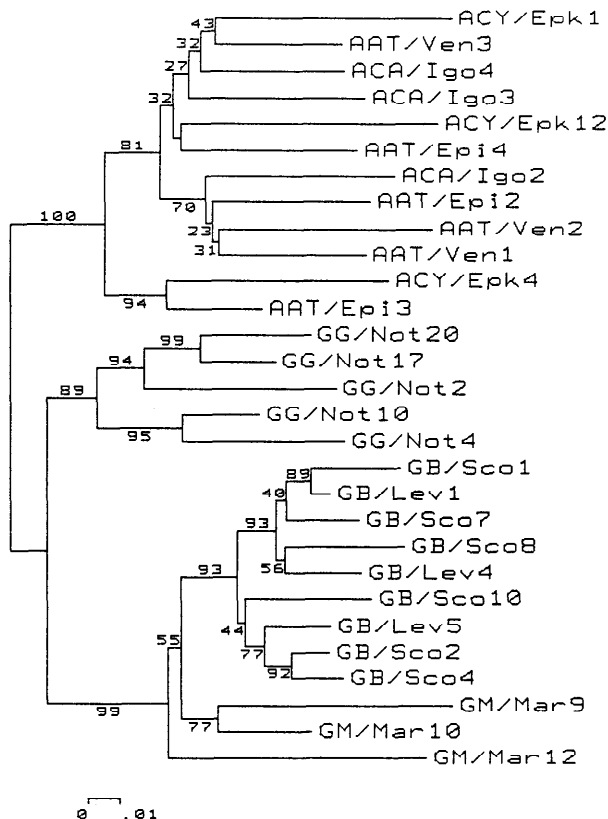 43 ACY/Epk1
32 AAT/Ven3
27 ACA/Igo4
32 ACA/Igo3
ACY/Epk12
81 AAT/Epi4
70 ACA/Igo2
23 AAT/Epi2
100 AAT/Ven2
31 AAT/Ven1
ACY/Epk4
94 AAT/Epi3
99 GG/Not20
94 GG/Not17
89 GG/Not2
95 GG/Not10
GG/Not4
89 GB/Sco1
40 GB/Lev1
93 GB/Sco7
56 GB/Sco8
93 GB/Lev4
44 GB/Sco10
55 GB/Lev5
77 GB/Sco2
92 GB/Sco4
99 GM/Mar9
77 GM/Mar10
GM/Mar12
0 .01